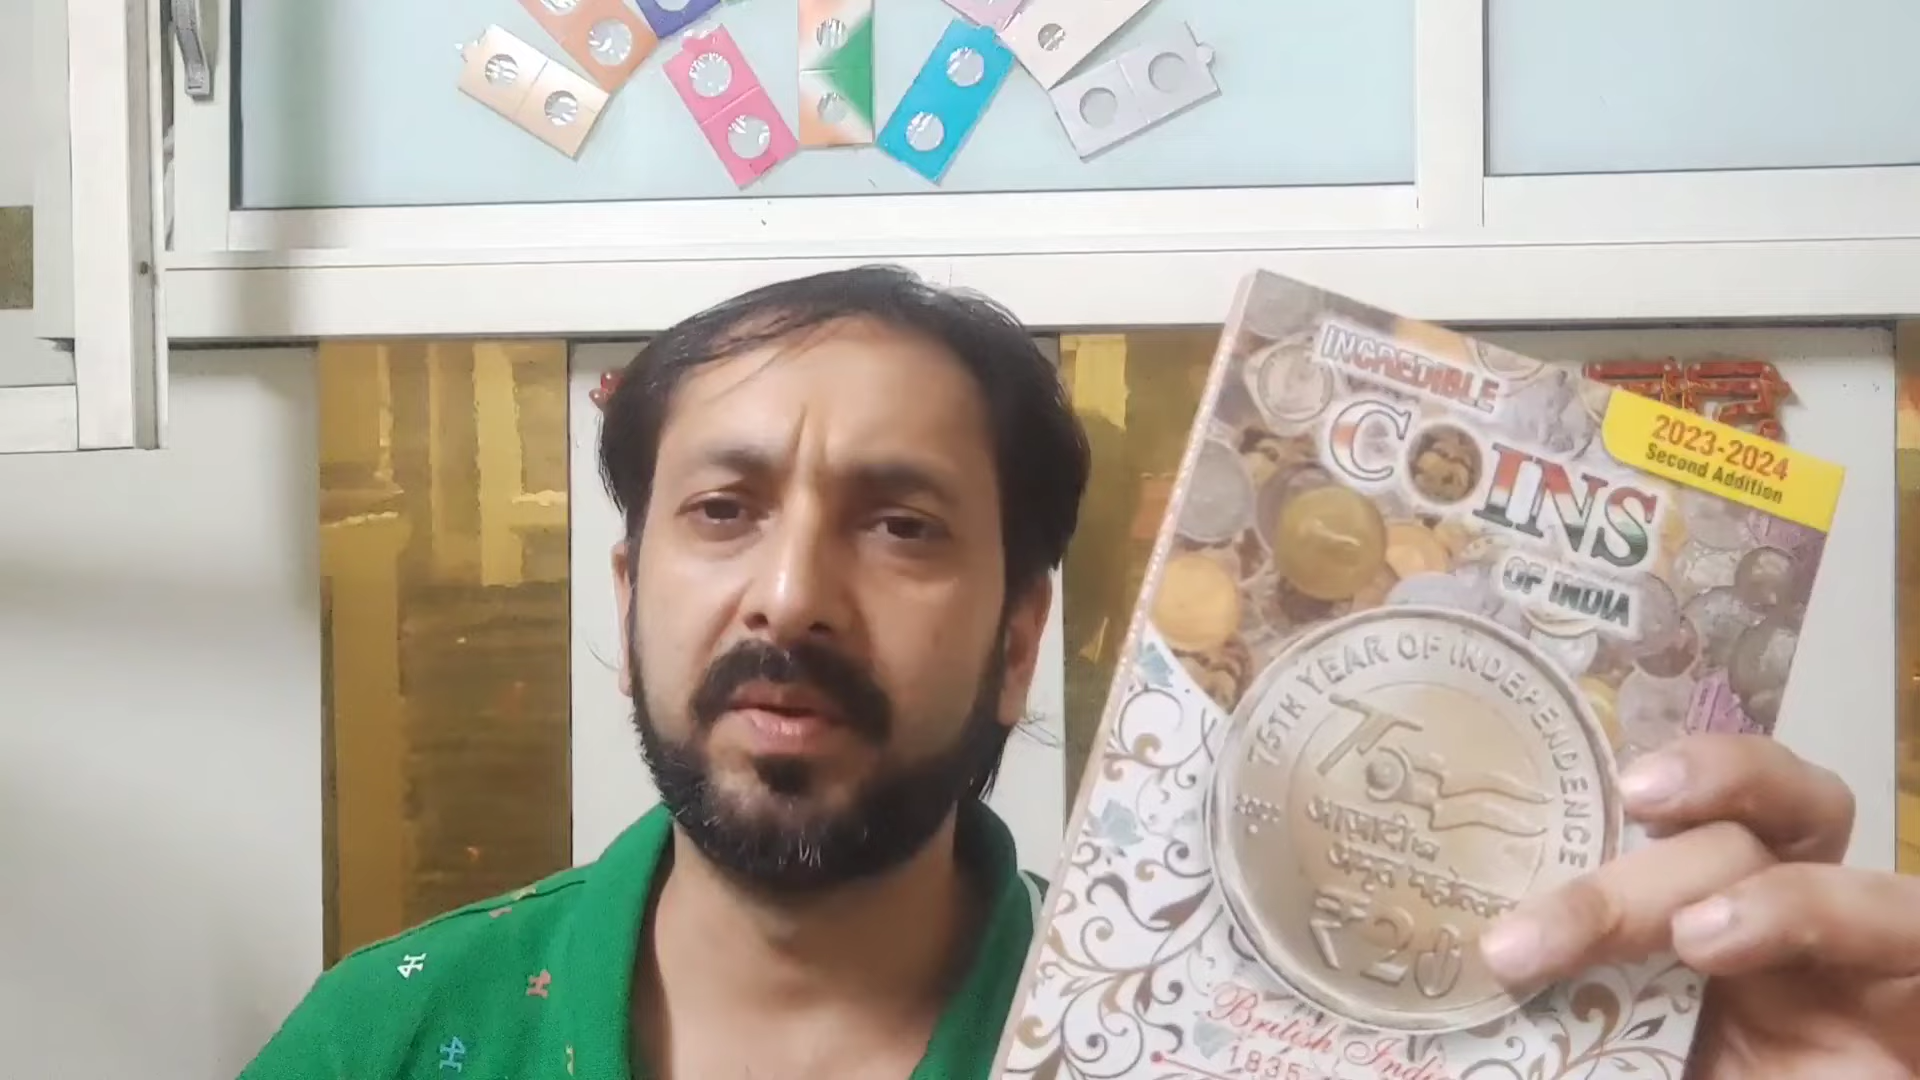 INCREDIBLE
COINS
OF INDIA
2023-2024
Second Addition
75TH YEAR OF INDEPENDENCE
आज़ादी का
अमृत महोत्सव
₹20
British India
1835